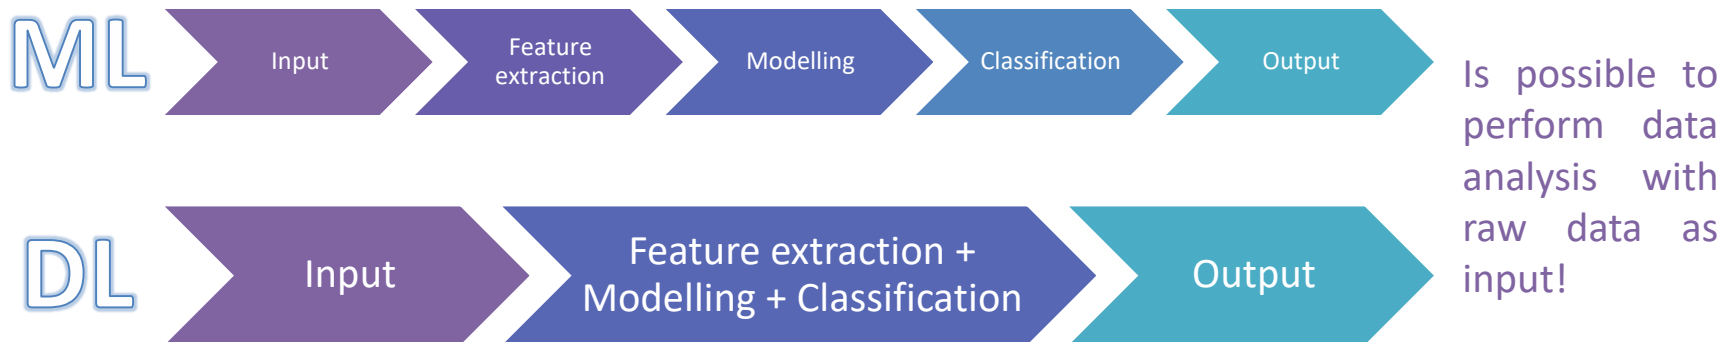 ML
Input
Feature
extraction
Modelling
Classification
Output
DL
Input
Feature extraction +
Modelling + Classification
Output
Is possible to
perform data
analysis with
raw data as
input!